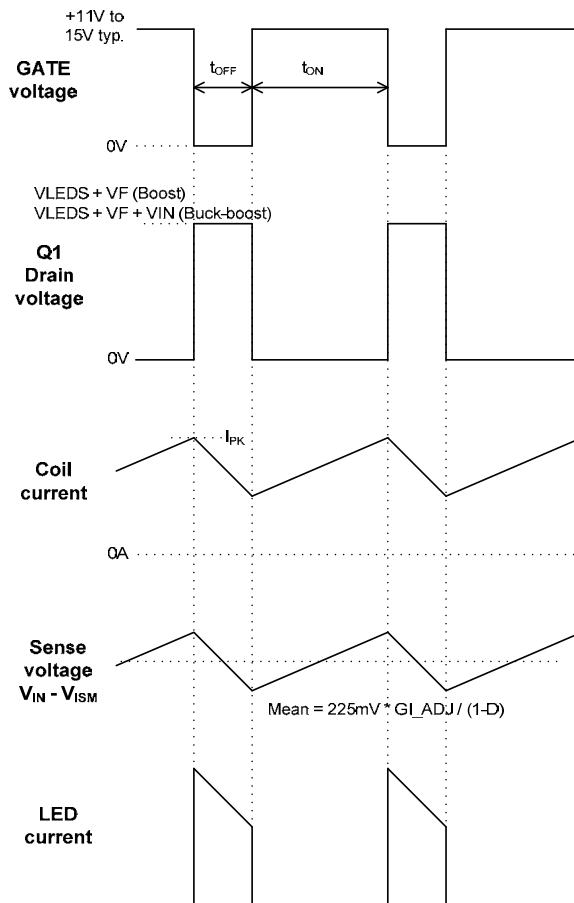 +11V to
15V typ.
GATE
voltage
tOFF
tON
0V
VLEDS + VF (Boost)
VLEDS + VF + VIN (Buck-boost)
Q1
Drain
voltage
0V
IPK
Coil
current
0A
Sense
voltage
VIN - VISM
Mean = 225mV * GI_ADJ / (1-D)
LED
current